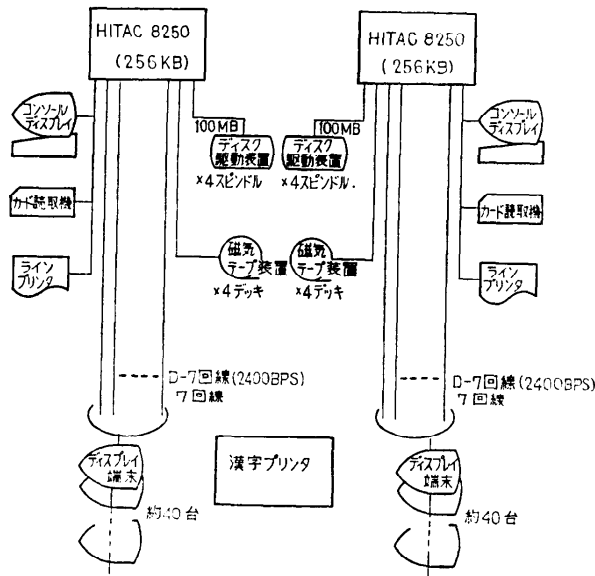 HITAC 8250
(256KB)
HITAC 8250
(256KB)
コンソール
ディスプレイ
100MB
100MB
コンソール
ディスプレイ
ディスク
駆動装置
ディスク
駆動装置
×4スピンドル
×4スピンドル.
カード読取機
カード読取機
磁気
テープ装置
×4デッキ
磁気
テープ装置
×4デッキ
ライン
プリンタ
ライン
プリンタ
D-7回線(2400BPS)
7回線
D-7回線(2400BPS)
7回線
ディスプレイ
端末
漢字プリンタ
ディスプレイ
端末
約40台
約40台